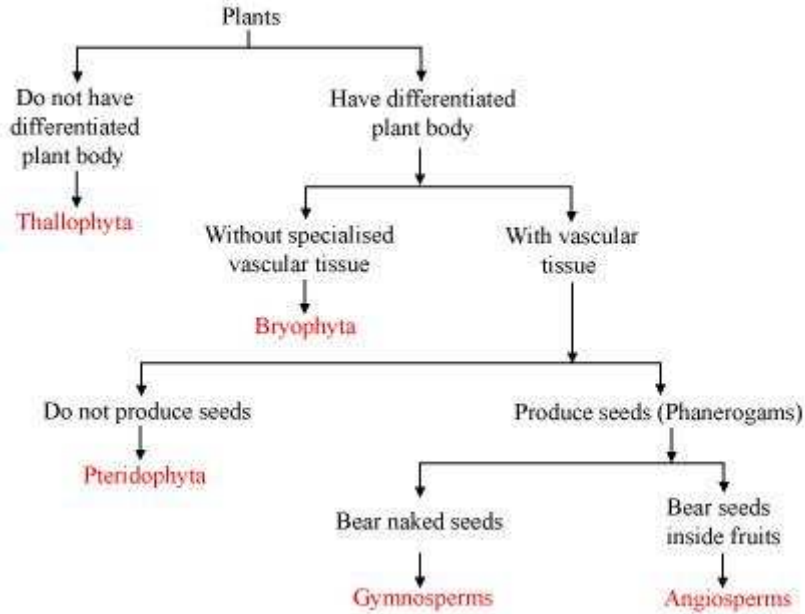 Plants
Do not have
differentiated
plant body
Have differentiated
plant body
Thallophyta
Without specialised
vascular tissue
With vascular
tissue
Bryophyta
Do not produce seeds
Produce seeds (Phanerogams)
Pteridophyta
Bear naked seeds
Bear seeds
inside fruits
Gymnosperms
Angiosperms